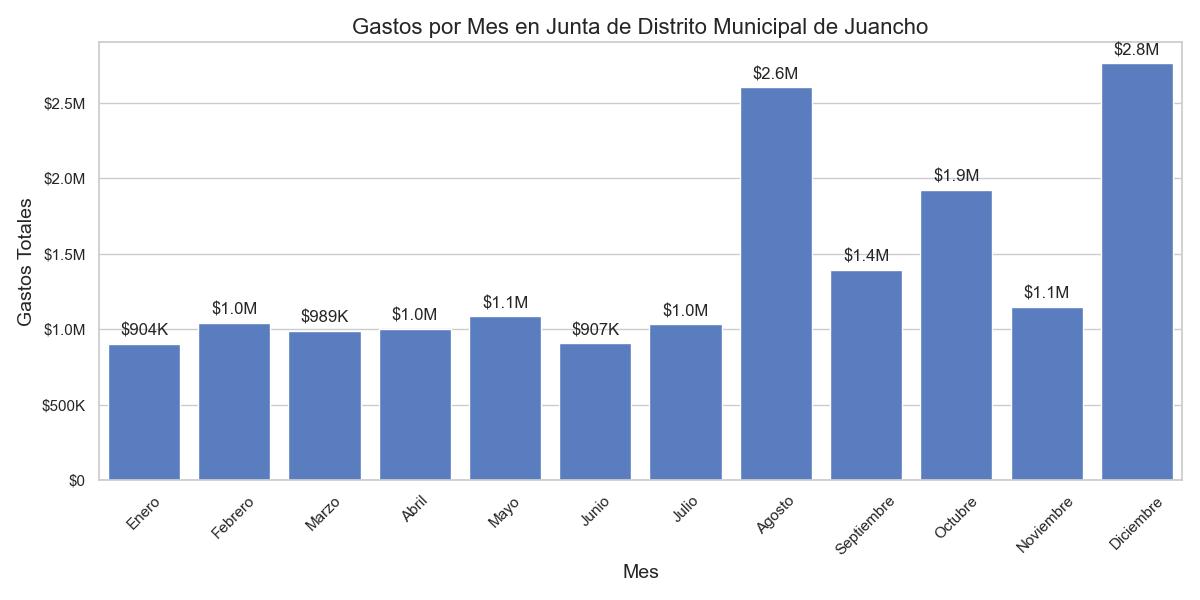 Gastos por Mes en Junta de Distrito Municipal de Juancho
Gastos Totales
$2.5M
$2.0M
$1.5M
$1.0M
$500K
$0
$904K
$1.0M
$989K
$1.0M
$1.1M
$907K
$1.0M
$2.6M
$1.4M
$1.9M
$1.1M
$2.8M
Enero
Febrero
Marzo
Abril
Mayo
Junio
Julio
Agosto
Septiembre
Octubre
Noviembre
Diciembre
Mes